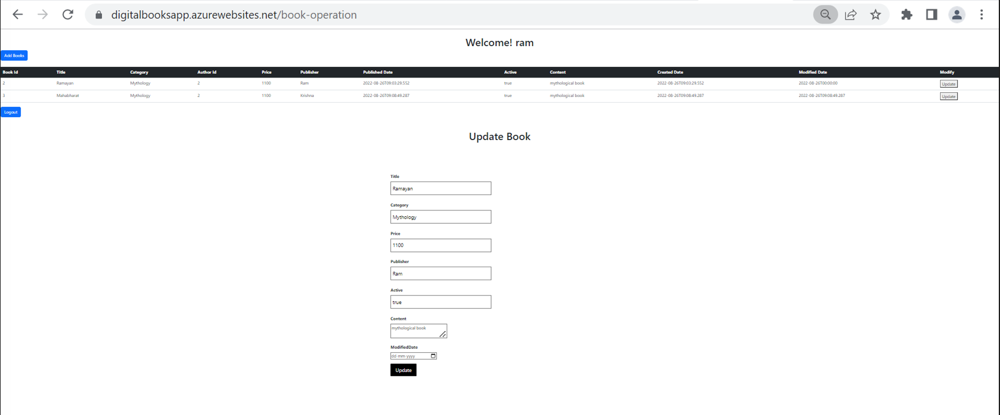 digitalbooksapp.azurewebsites.net/book-operation
Welcome! ram
Add Books
Book Id Title Category Author Id Price Publisher Published Date Active Content Created Date Modified Date Modify
2 Ramayan Mythology 2 1100 Ram 2022-08-26T09:03:29.552 true mythological book 2022-08-26T09:03:29.552 2022-08-26T00:00:00 Update
3 Mahabharat Mythology 2 1100 Krishna 2022-08-26T09:08:49.287 true mythological book 2022-08-26T09:08:49.287 2022-08-26T09:08:49.287 Update
Logout
Update Book
Title
Ramayan
Category
Mythology
Price
1100
Publisher
Ram
Active
true
Content
mythological book
ModifiedDate
dd-mm-yyyy
Update